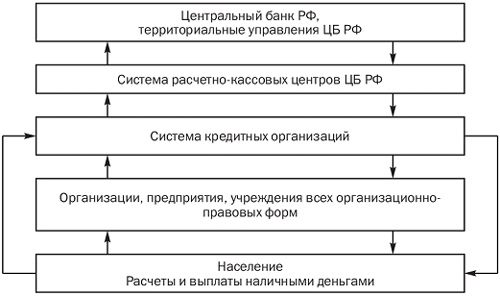 Центральный банк РФ,
территориальные управления ЦБ РФ
Система расчетно-кассовых центров ЦБ РФ
Система кредитных организаций
Организации, предприятия, учреждения всех организационно-
правовых форм
Население
Расчеты и выплаты наличными деньгами